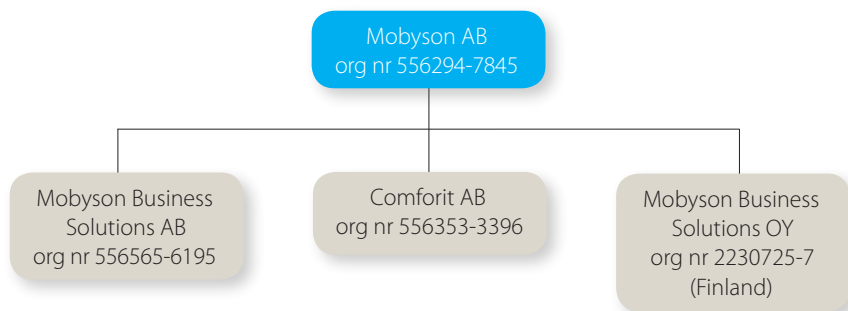 Mobyson AB
org nr 556294-7845
Mobyson Business
Solutions AB
org nr 556565-6195
Comforit AB
org nr 556353-3396
Mobyson Business
Solutions OY
org nr 2230725-7
(Finland)